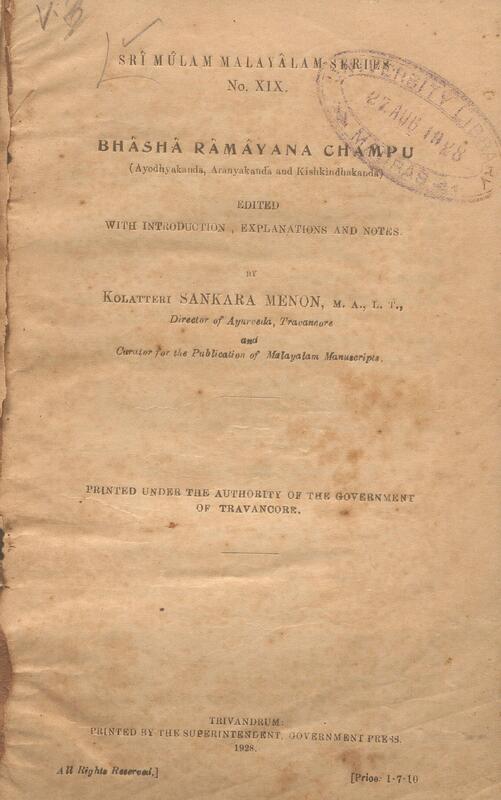 SRÎ MÛLAM MALAYÂLAM SERIES
No. XIX.
UNIVERSITY LIBRARY
27 AUG 1928
MADRAS
BHÂSHÂ RÂMÂYANA CHAMPU
(Ayodhyakanda, Aranyakanda and Kishkindhakanda)
EDITED
WITH INTRODUCTION , EXPLANATIONS AND NOTES.
BY
KOLATTERI SANKARA MENON, M. A., L. T.,
Director of Ayurveda, Travancore
and
Curator for the Publication of Malayalam Manuscripts.
PRINTED UNDER THE AUTHORITY OF THE GOVERNMENT
OF TRAVANCORE.
TRIVANDRUM:
PRINTED BY THE SUPERINTENDENT, GOVERNMENT PRESS.
1928.
All Rights Reserved,]
[Price. 1-7-10